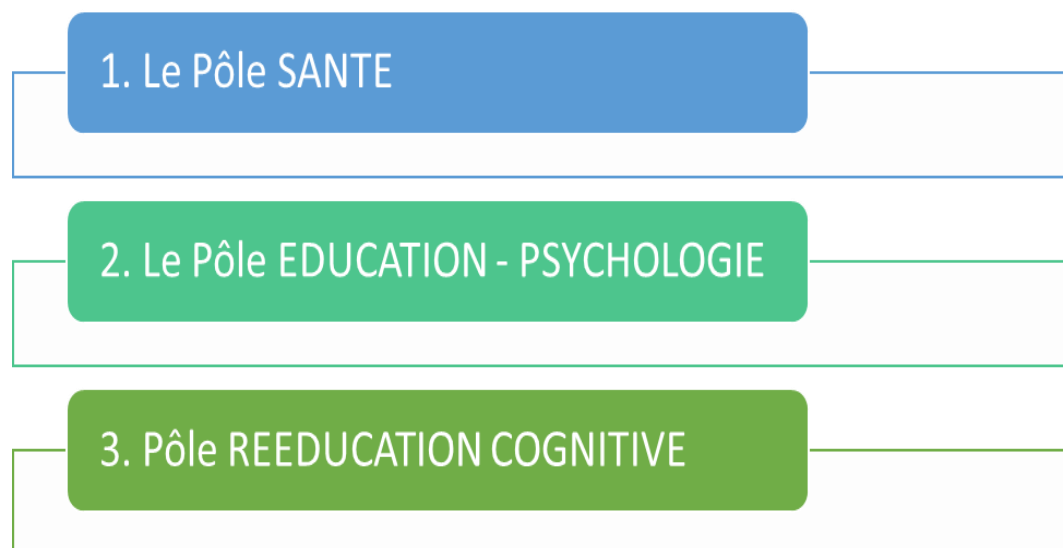 1. Le Pôle SANTE
2. Le Pôle EDUCATION - PSYCHOLOGIE
3. Pôle REEDUCATION COGNITIVE